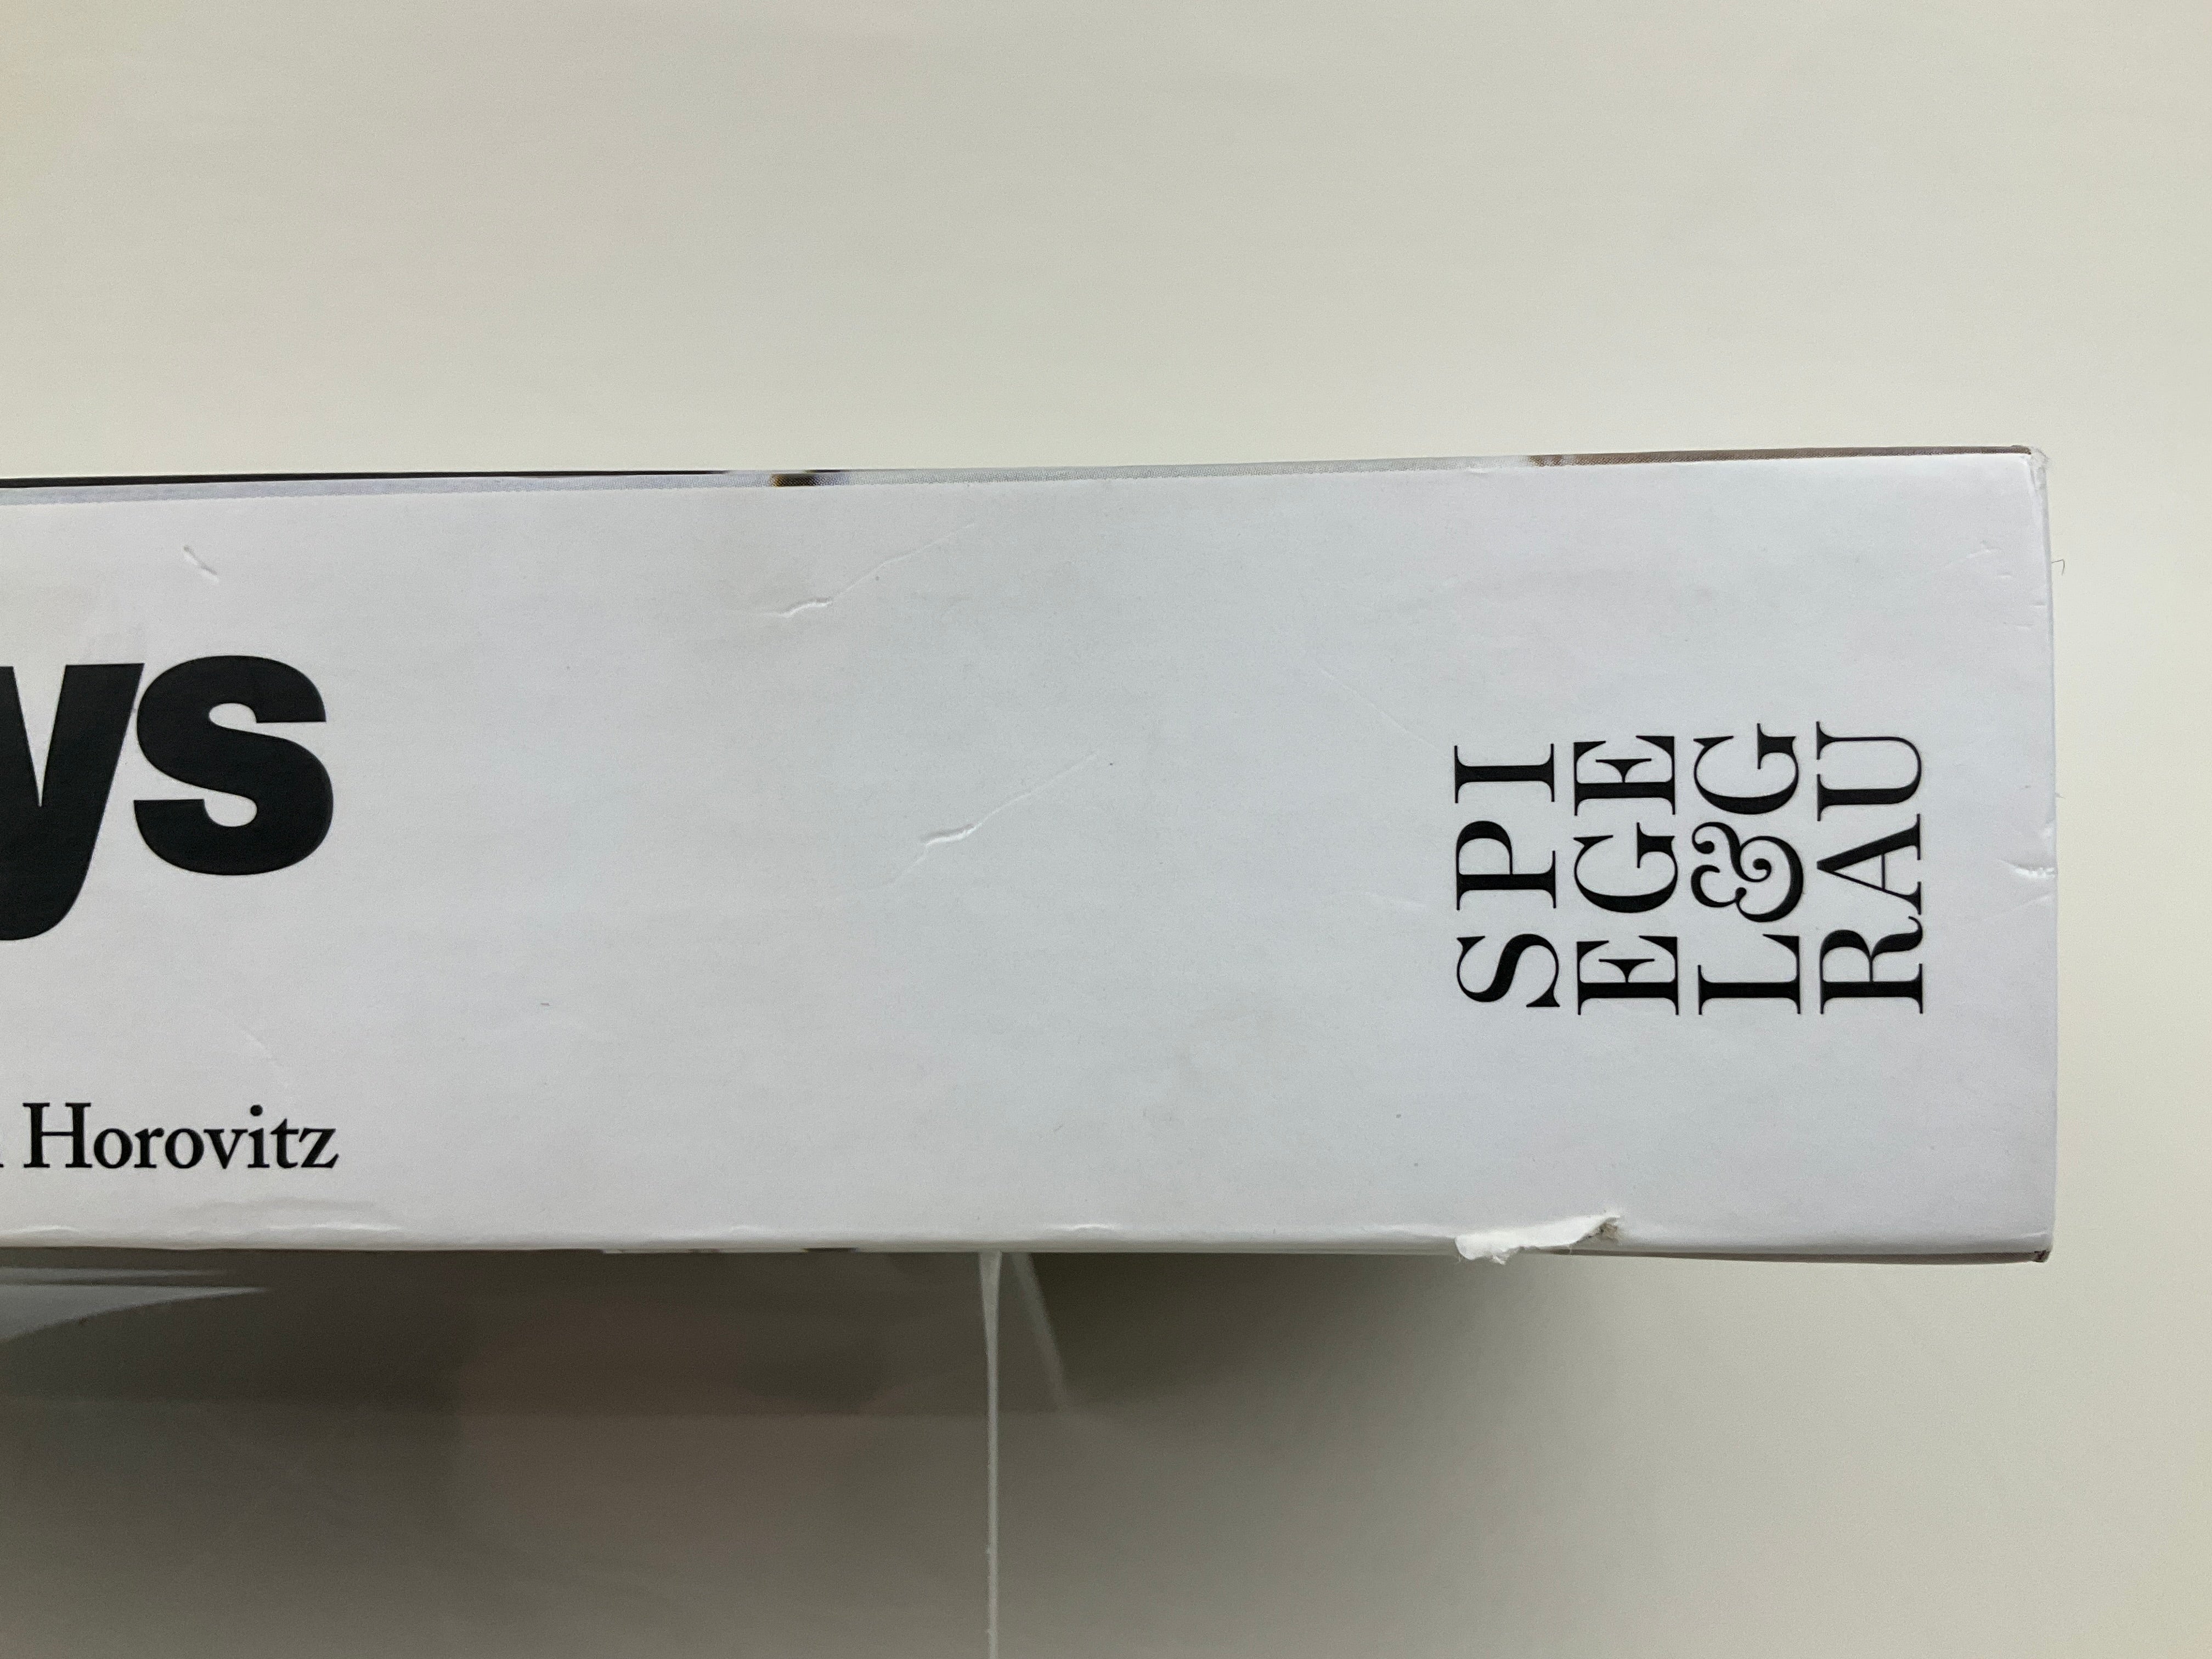 ys
Horovitz
SPI
EGE
L&G
RAU